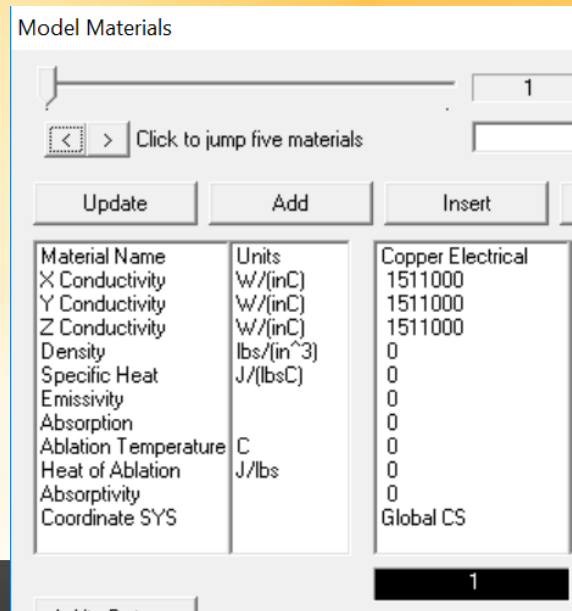 Model Materials
1
< > Click to jump five materials
Update Add Insert
Material Name Units Copper Electrical
X Conductivity W/(inC) 1511000
Y Conductivity W/(inC) 1511000
Z Conductivity W/(inC) 1511000
Density lbs/(in^3) 0
Specific Heat J/(lbsC) 0
Emissivity 0
Absorption 0
Ablation Temperature C 0
Heat of Ablation J/lbs 0
Absorptivity 0
Coordinate SYS Global CS
1